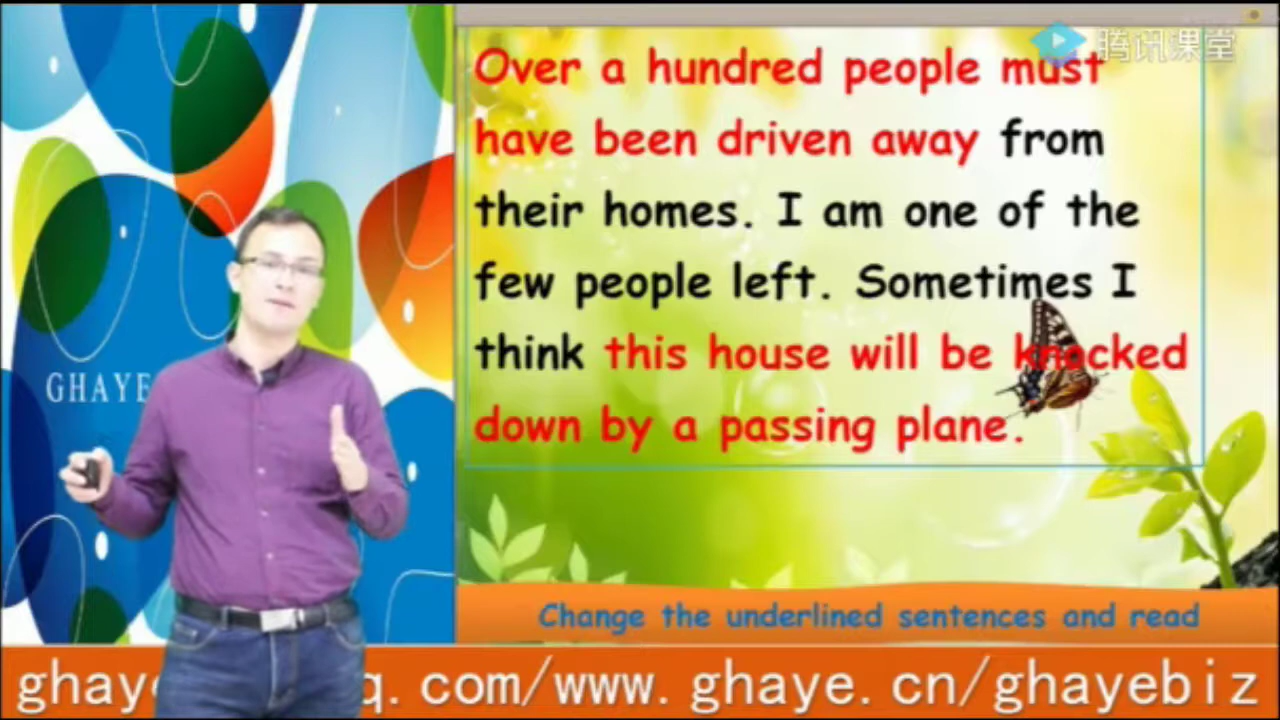 腾讯课堂
Over a hundred people must
have been driven away from
their homes. I am one of the
few people left. Sometimes I
think this house will be knocked
down by a passing plane.
GHAYE
Change the underlined sentences and read
ghay q.com/www.ghaye.cn/ghayebiz